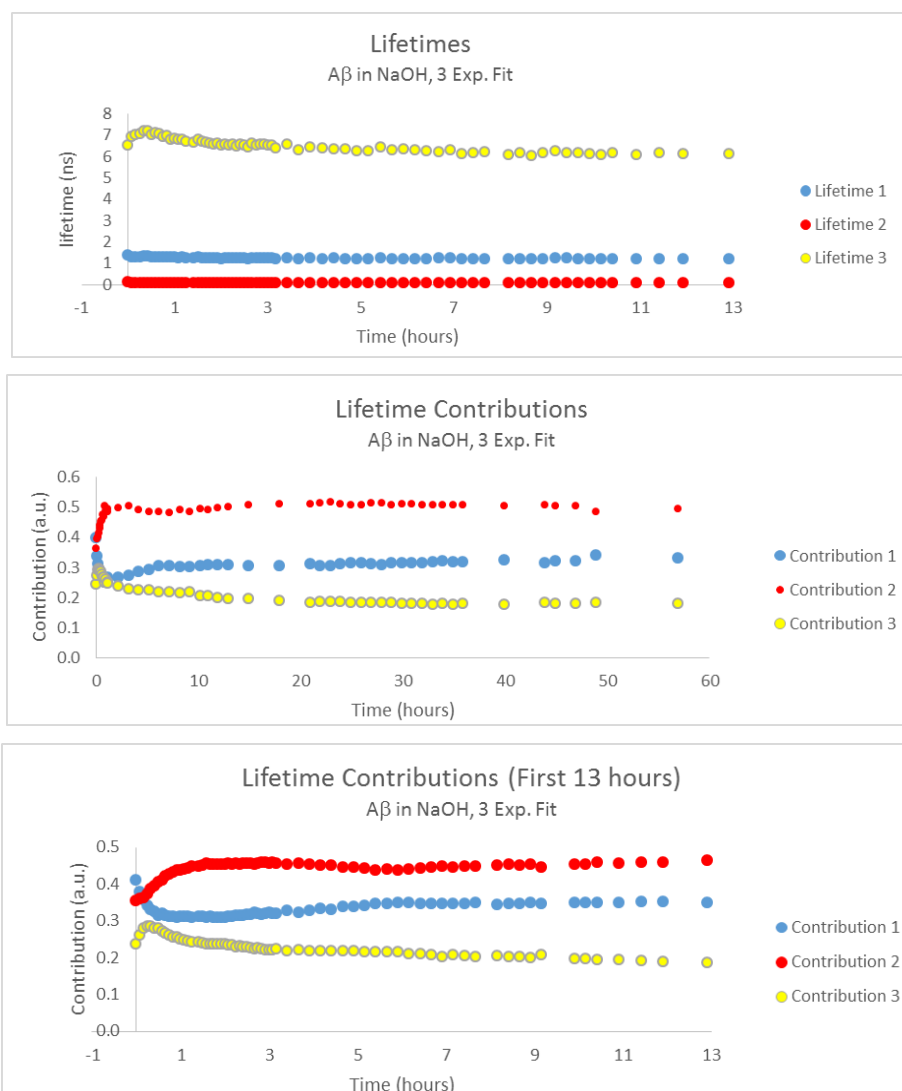 Lifetimes
Aβ in NaOH, 3 Exp. Fit
lifetime (ns)
8
7
6
5
4
3
2
1
0
-1 1 3 5 7 9 11 13
Time (hours)
Lifetime 1
Lifetime 2
Lifetime 3
Lifetime Contributions
Aβ in NaOH, 3 Exp. Fit
Contribution (a.u.)
0.6
0.5
0.4
0.3
0.2
0.1
0.0
0 10 20 30 40 50 60
Time (hours)
Contribution 1
Contribution 2
Contribution 3
Lifetime Contributions (First 13 hours)
Aβ in NaOH, 3 Exp. Fit
Contribution (a.u.)
0.5
0.4
0.3
0.2
0.1
0.0
-1 1 3 5 7 9 11 13
Time (hours)
Contribution 1
Contribution 2
Contribution 3